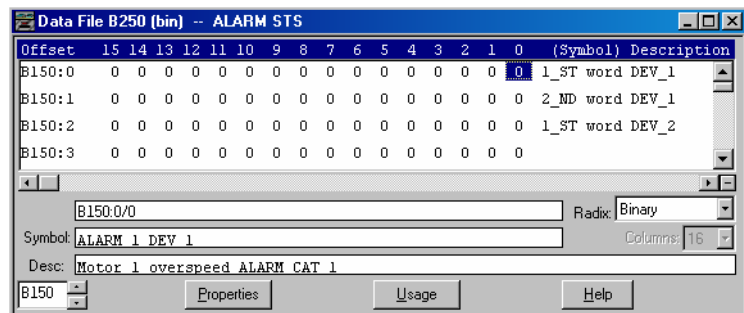 Data File B250 (bin) -- ALARM STS
Offset 15 14 13 12 11 10 9 8 7 6 5 4 3 2 1 0 (Symbol) Description
B150:0 0 0 0 0 0 0 0 0 0 0 0 0 0 0 0 0 1_ST word DEV_1
B150:1 0 0 0 0 0 0 0 0 0 0 0 0 0 0 0 0 2_ND word DEV_1
B150:2 0 0 0 0 0 0 0 0 0 0 0 0 0 0 0 0 1_ST word DEV_2
B150:3 0 0 0 0 0 0 0 0 0 0 0 0 0 0 0 0
B150:0/0 Radix: Binary
Symbol: ALARM 1 DEV 1 Columns: 16
Desc: Motor 1 overspeed ALARM CAT 1
B150 Properties Usage Help